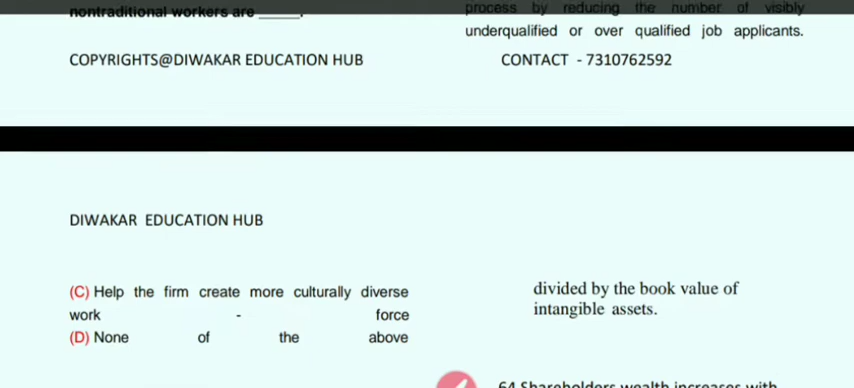 nontraditional workers are _____.
process by reducing the number of visibly
underqualified or over qualified job applicants.
COPYRIGHTS@DIWAKAR EDUCATION HUB
CONTACT - 7310762592
DIWAKAR EDUCATION HUB
(C) Help the firm create more culturally diverse
work - force
(D) None of the above
divided by the book value of
intangible assets.
64 Shareholders wealth increases with